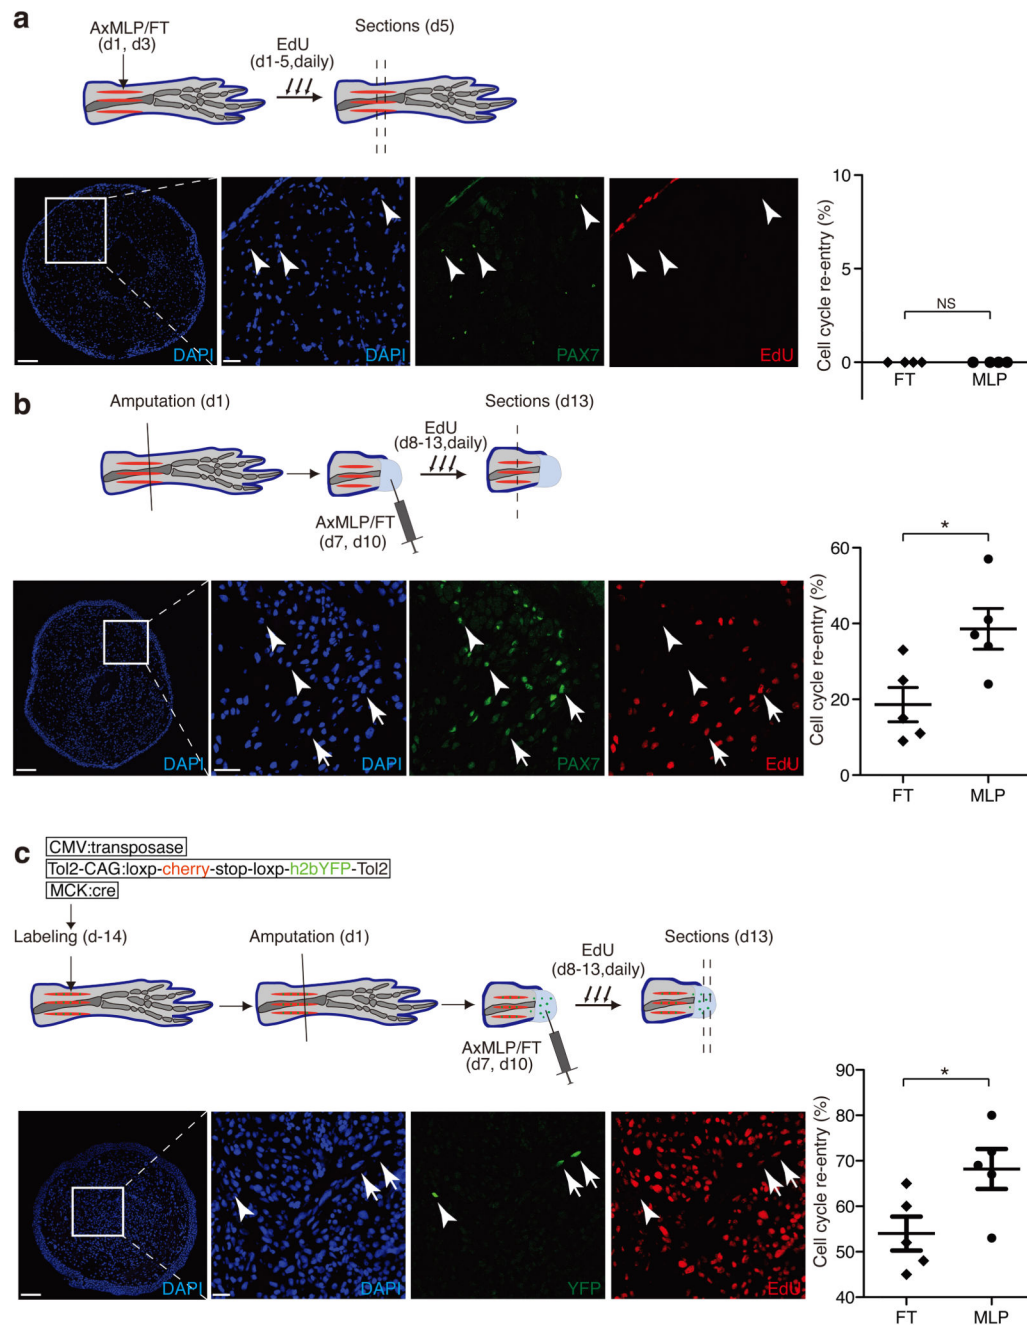 a
AxMLP/FT
(d1, d3)
EdU
(d1-5,daily)
Sections (d5)
DAPI
DAPI
PAX7
EdU
Cell cycle re-entry (%)
10
5
0
NS
FT
MLP
b
Amputation (d1)
EdU
(d8-13,daily)
Sections (d13)
AxMLP/FT
(d7, d10)
DAPI
DAPI
PAX7
EdU
Cell cycle re-entry (%)
60
40
20
0
*
FT
MLP
c
CMV:transposase
Tol2-CAG:loxp-cherry-stop-loxp-h2bYFP-Tol2
MCK:cre
Labeling (d-14)
Amputation (d1)
EdU
(d8-13,daily)
Sections (d13)
AxMLP/FT
(d7, d10)
DAPI
DAPI
YFP
EdU
Cell cycle re-entry (%)
90
80
70
60
50
40
*
FT
MLP